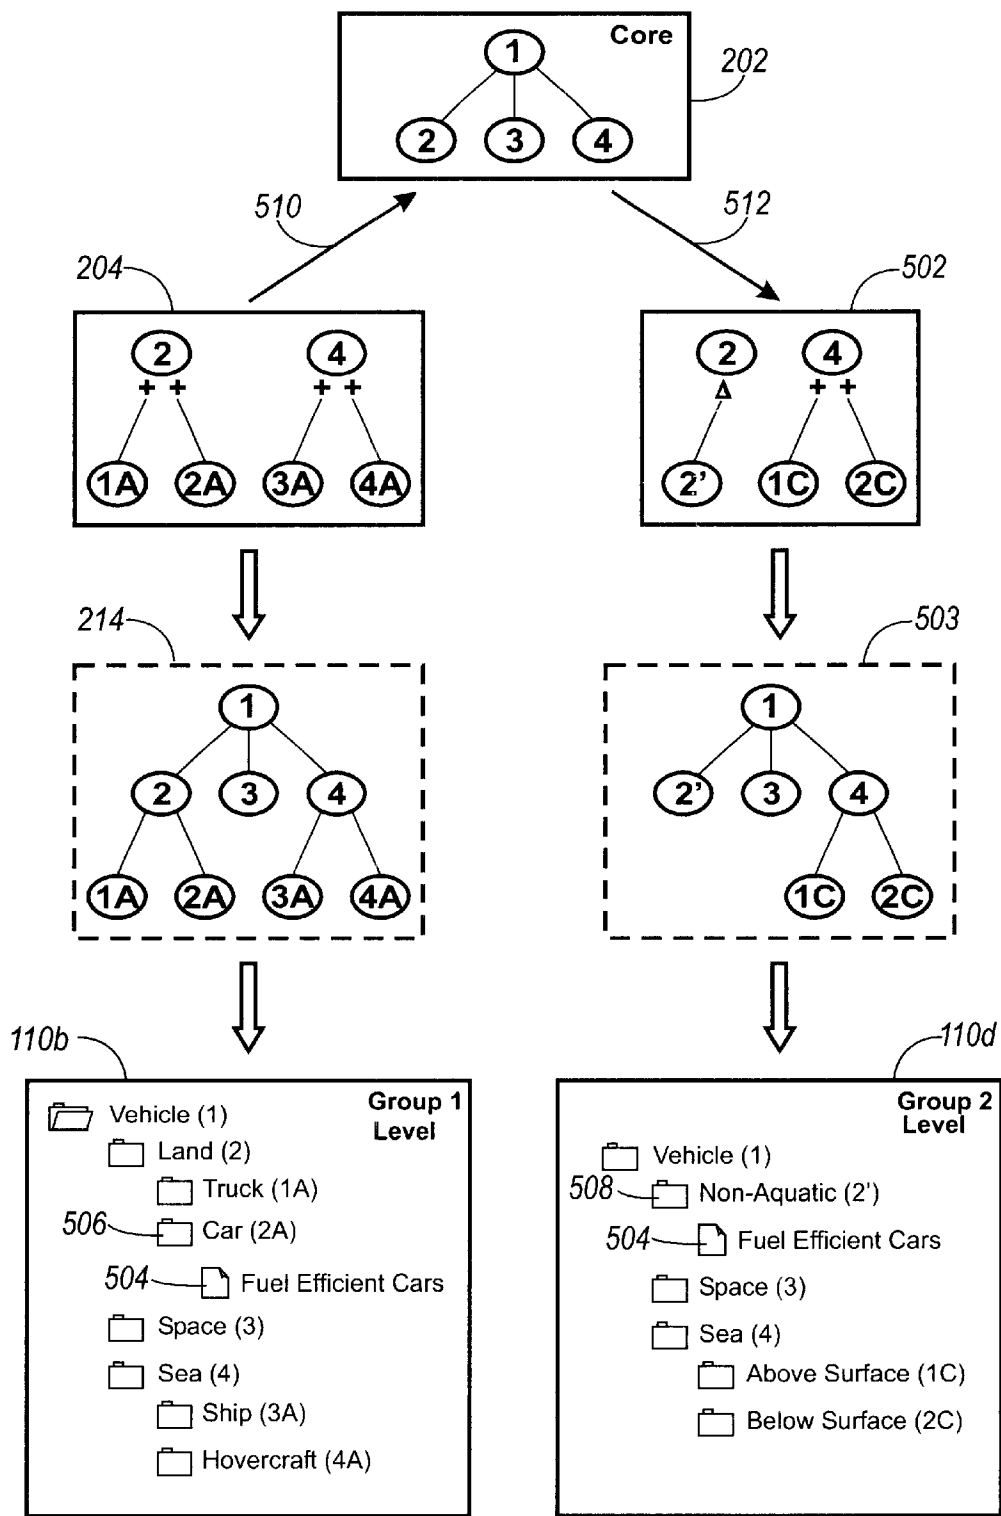 Core
1
202
2 3 4
510
512
204
502
2 4
2 4
+ + + +
Δ + +
1A 2A 3A 4A
2' 1C 2C
214
503
1
1
2 3 4
2' 3 4
1A 2A 3A 4A
1C 2C
110b
110d
Group 1
Level
Vehicle (1)
Land (2)
Truck (1A)
506
Car (2A)
504
Fuel Efficient Cars
Space (3)
Sea (4)
Ship (3A)
Hovercraft (4A)
Group 2
Level
Vehicle (1)
508
Non-Aquatic (2')
504
Fuel Efficient Cars
Space (3)
Sea (4)
Above Surface (1C)
Below Surface (2C)